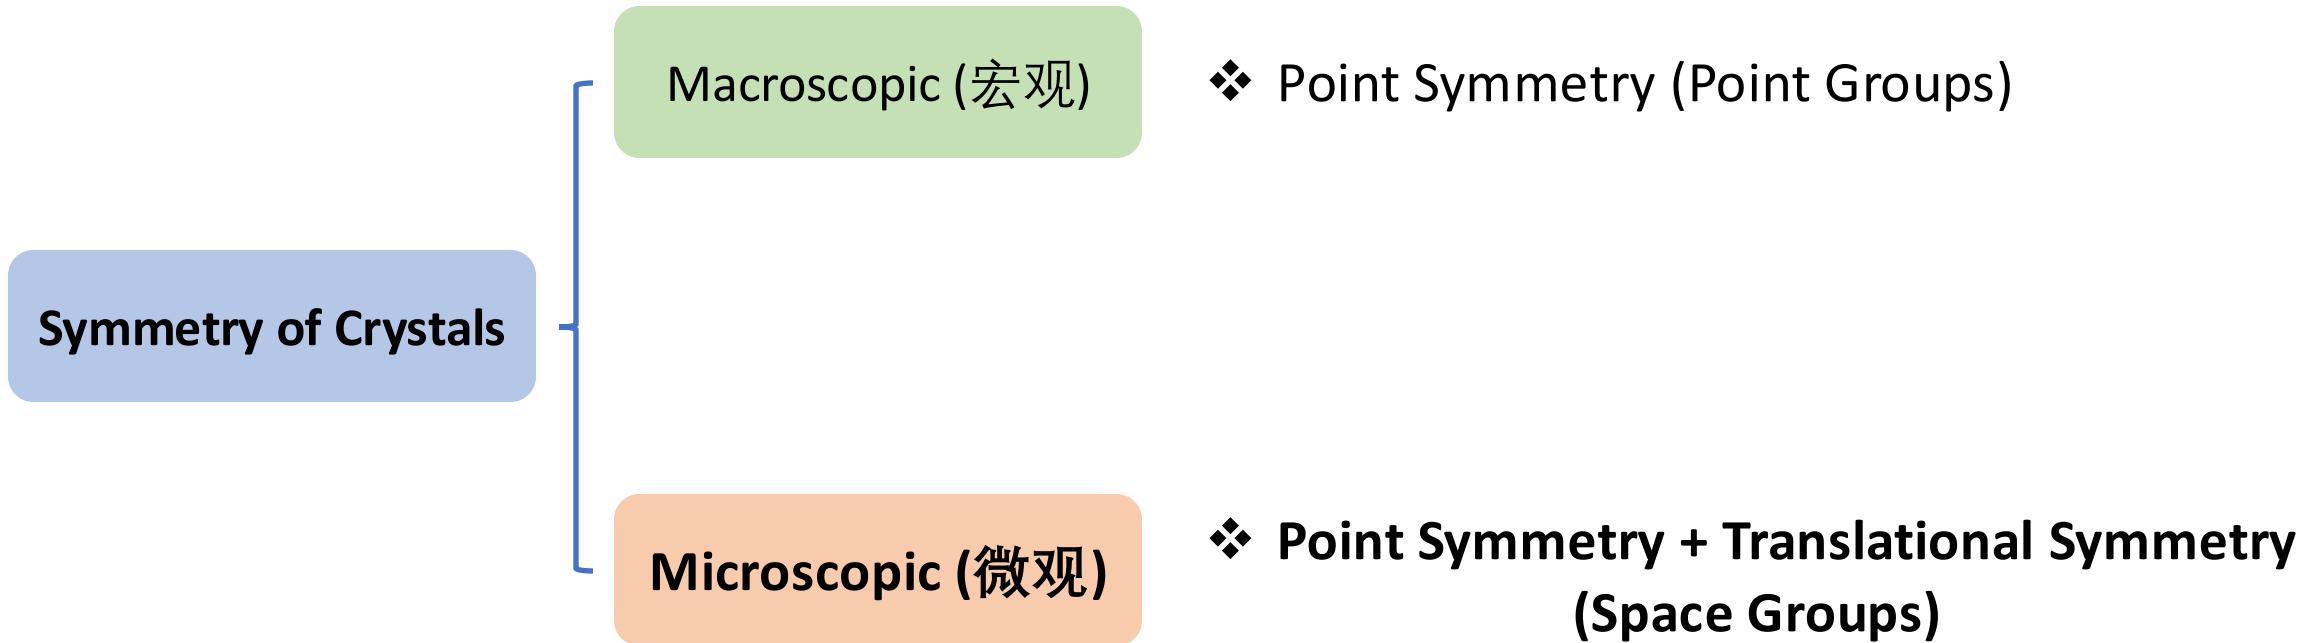 Macroscopic (宏观)
❖ Point Symmetry (Point Groups)
Symmetry of Crystals
Microscopic (微观)
❖ Point Symmetry + Translational Symmetry
(Space Groups)